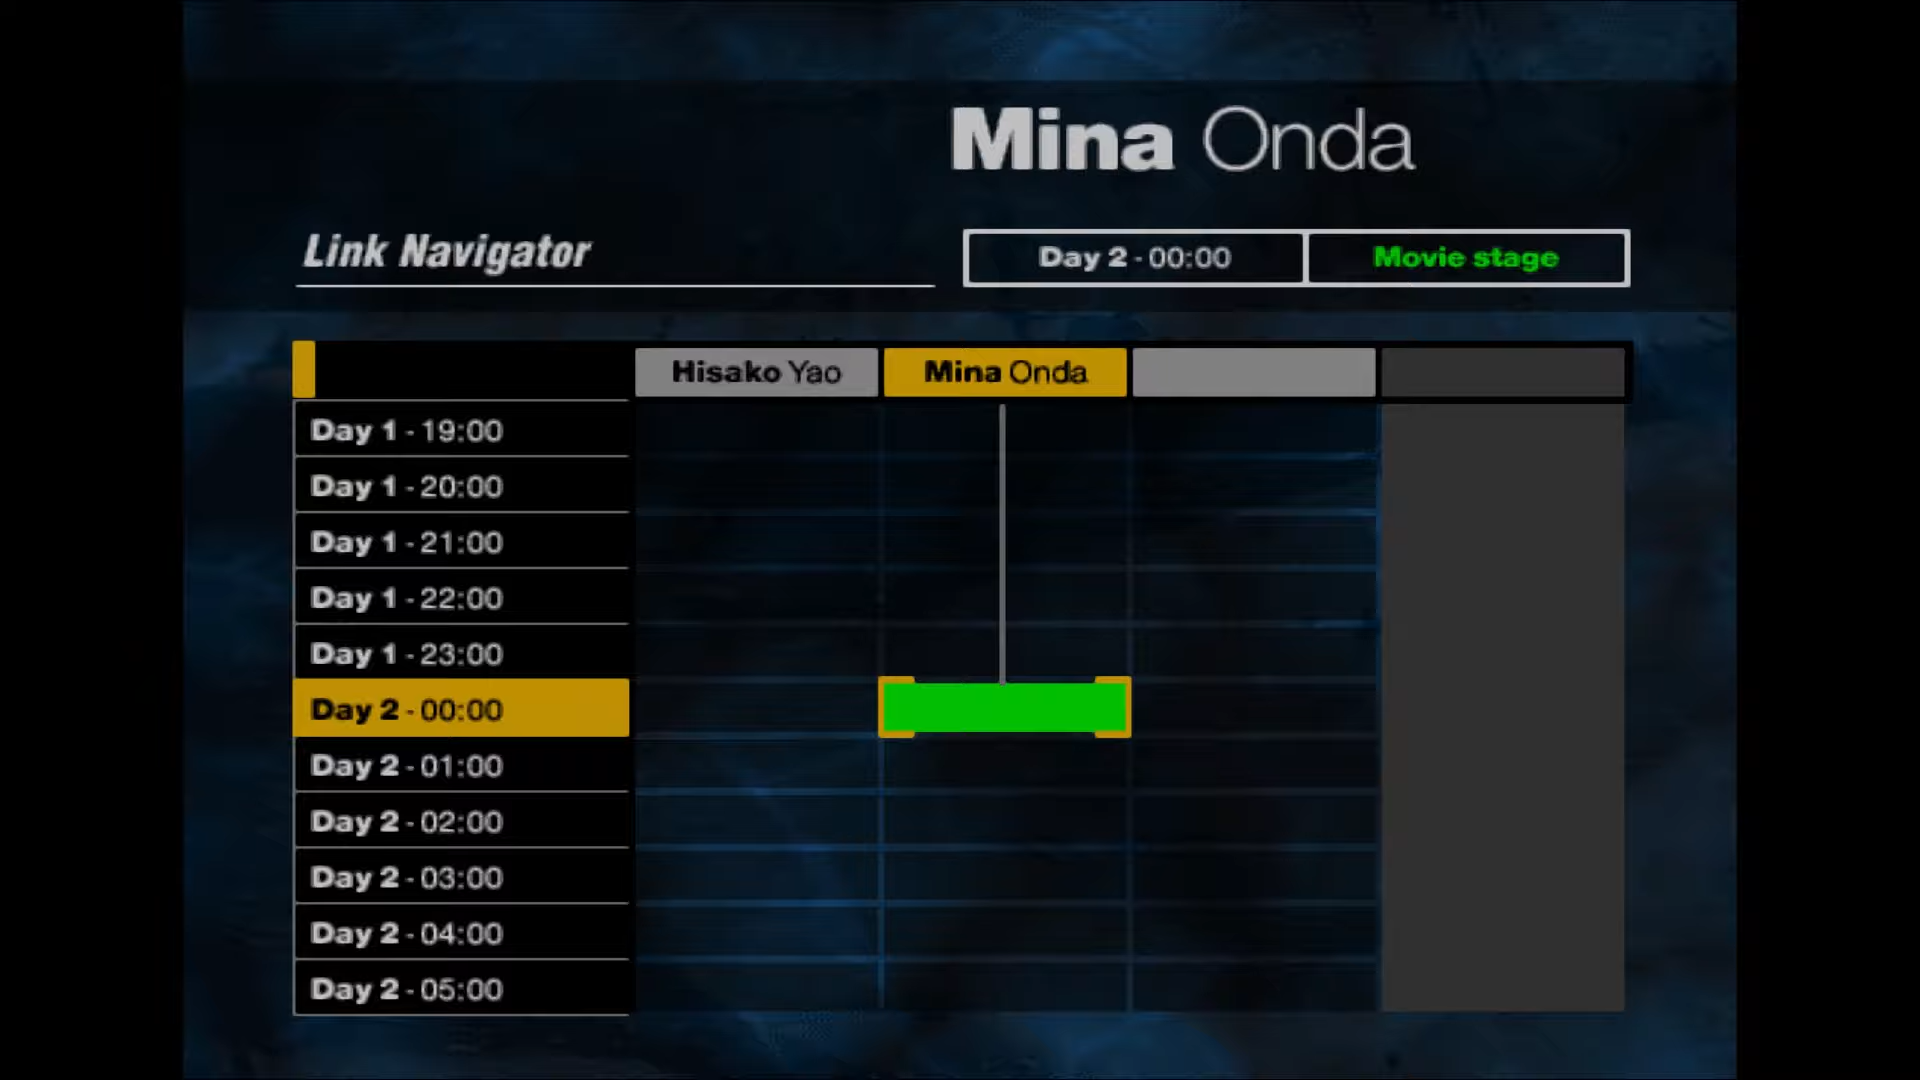 Mina Onda
Link Navigator
Day 2 - 00:00
Movie stage
Hisako Yao
Mina Onda
Day 1 - 19:00
Day 1 - 20:00
Day 1 - 21:00
Day 1 - 22:00
Day 1 - 23:00
Day 2 - 00:00
Day 2 - 01:00
Day 2 - 02:00
Day 2 - 03:00
Day 2 - 04:00
Day 2 - 05:00